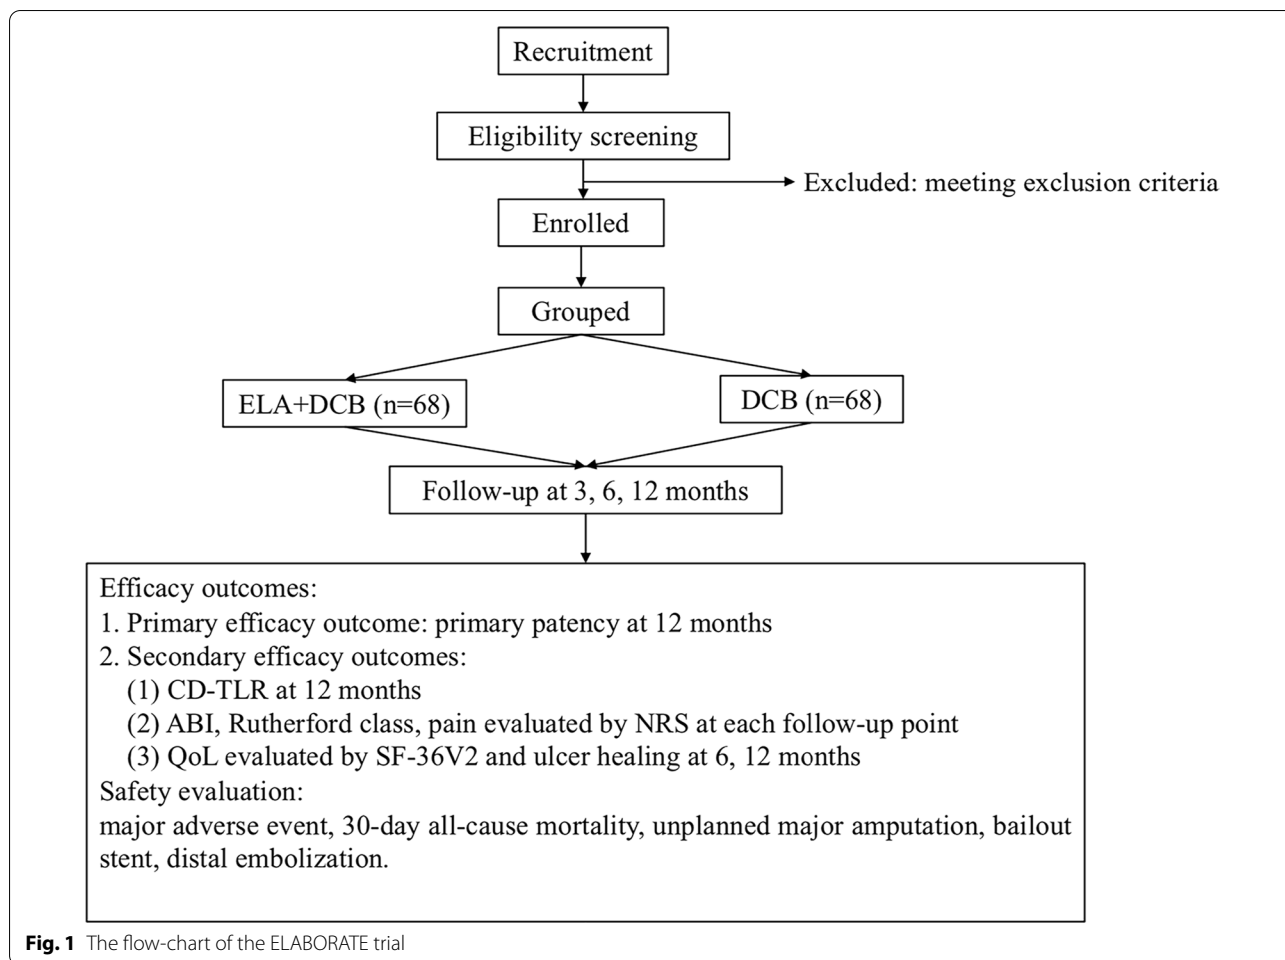 Recruitment
Eligibility screening
Excluded: meeting exclusion criteria
Enrolled
Grouped
ELA+DCB (n=68)
DCB (n=68)
Follow-up at 3, 6, 12 months
Efficacy outcomes:
1. Primary efficacy outcome: primary patency at 12 months
2. Secondary efficacy outcomes:
(1) CD-TLR at 12 months
(2) ABI, Rutherford class, pain evaluated by NRS at each follow-up point
(3) QoL evaluated by SF-36V2 and ulcer healing at 6, 12 months
Safety evaluation:
major adverse event, 30-day all-cause mortality, unplanned major amputation, bailout
stent, distal embolization.
Fig. 1 The flow-chart of the ELABORATE trial